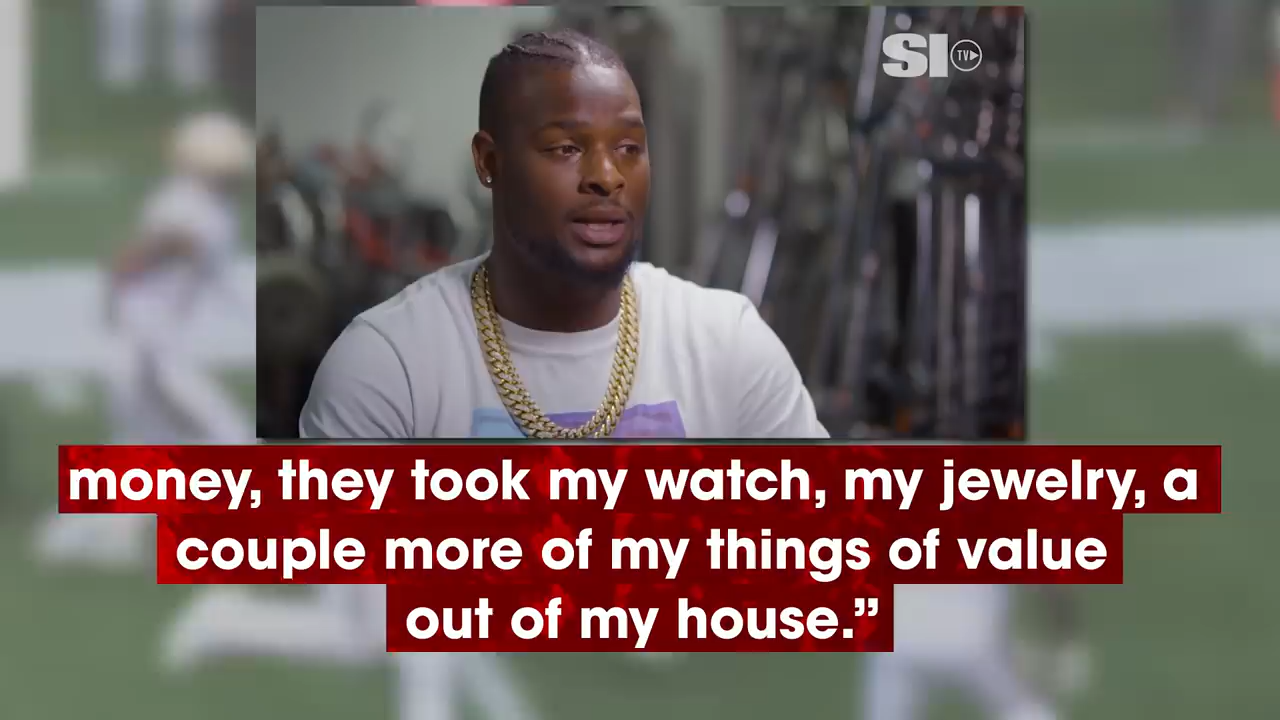 SI TV
money, they took my watch, my jewelry, a
couple more of my things of value
out of my house.”